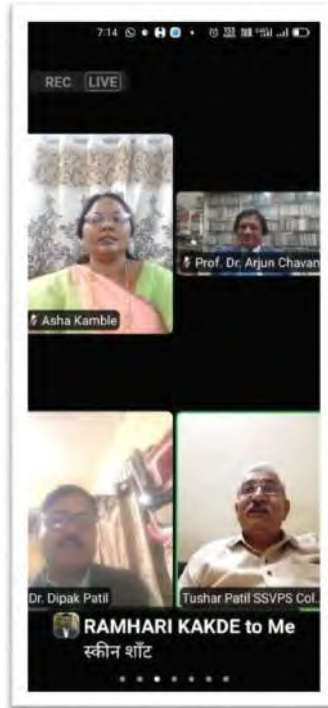 7:14
REC LIVE
Asha Kamble
Prof. Dr. Arjun Chavan
Dr. Dipak Patil
Tushar Patil SSVPS Col...
RAMHARI KAKDE to Me
स्कीन शॉट